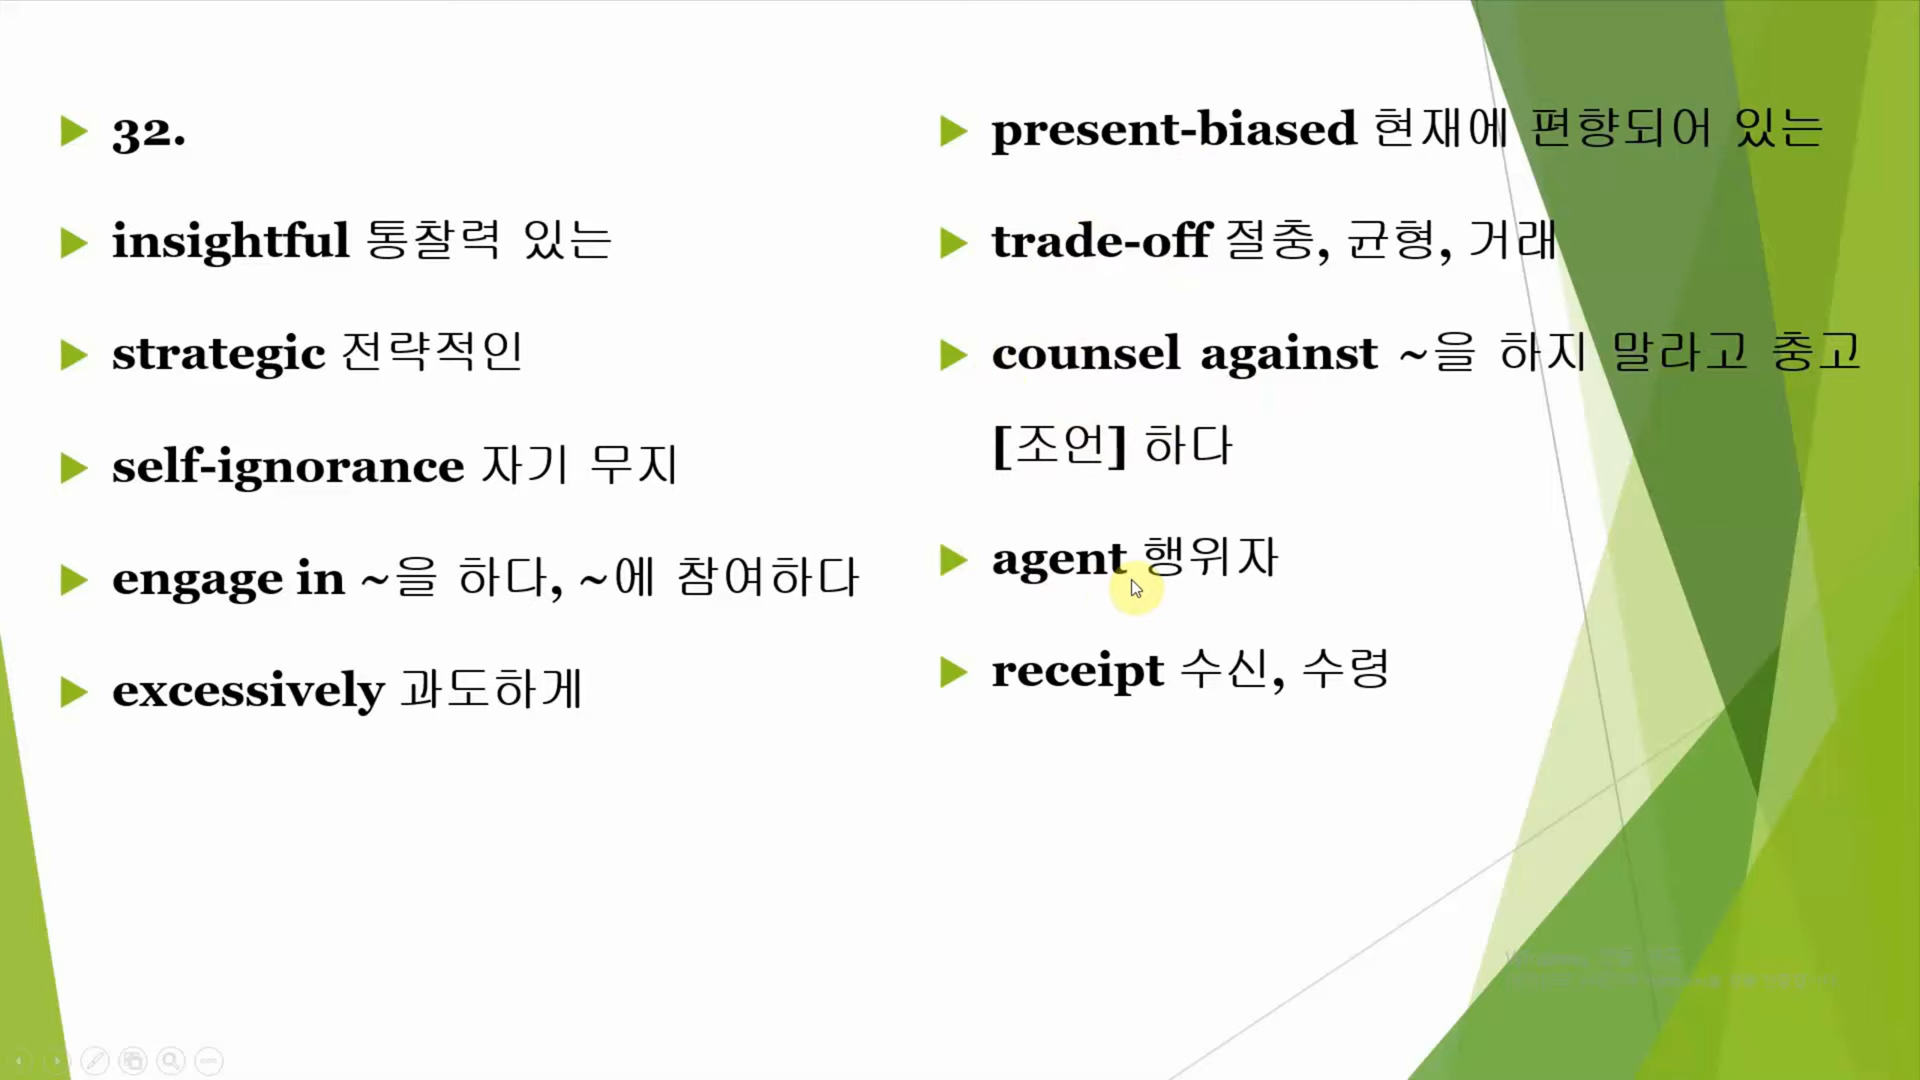 32.
insightful 통찰력 있는
strategic 전략적인
self-ignorance 자기 무지
engage in ~을 하다, ~에 참여하다
excessively 과도하게
present-biased 현재에 편향되어 있는
trade-off 절충, 균형, 거래
counsel against ~을 하지 말라고 충고
[조언] 하다
agent 행위자
receipt 수신, 수령